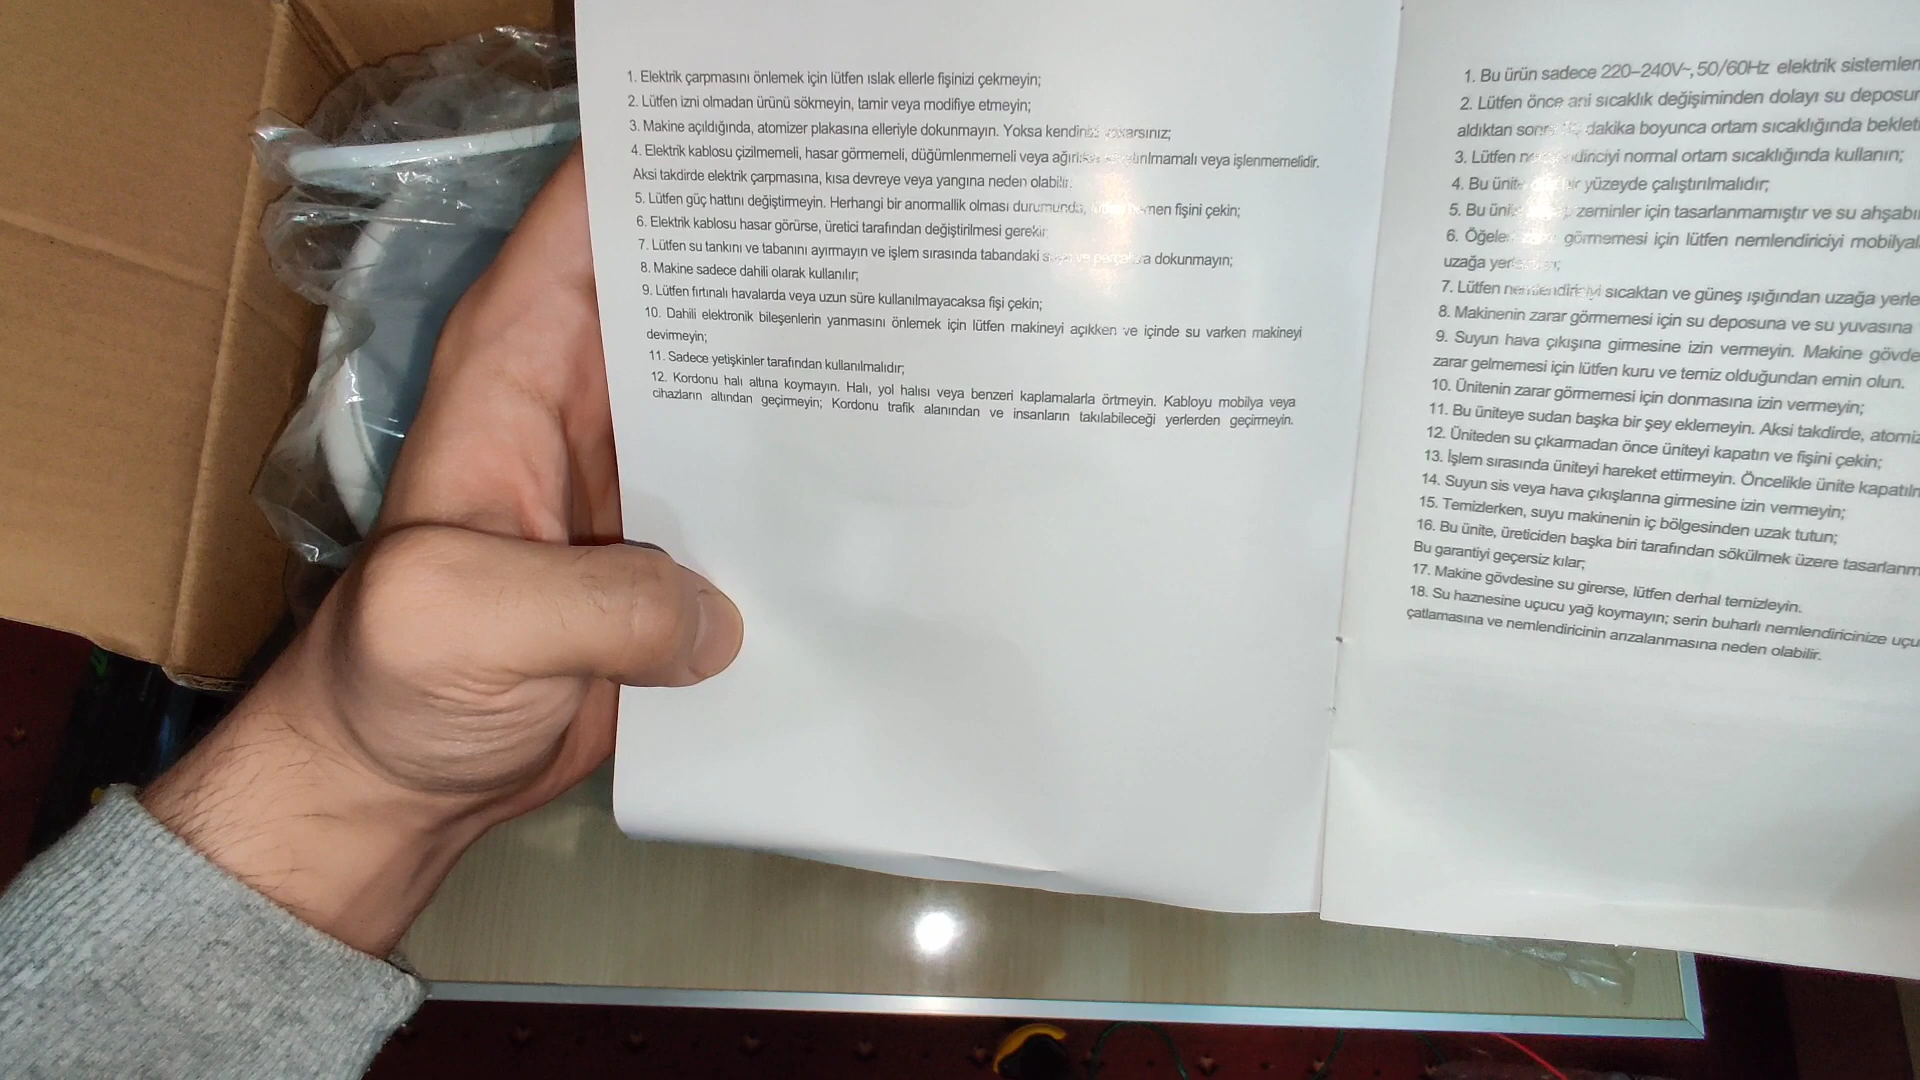 1. Elektrik çarpmasını önlemek için lütfen ıslak ellerle fişinizi çekmeyin;
2. Lütfen izni olmadan ürünü sökmeyin, tamir veya modifiye etmeyin;
3. Makine açıldığında, atomizer plakasına elleriyle dokunmayın. Yoksa kendinizi yakarsınız;
4. Elektrik kablosu çizilmemeli, hasar görmemeli, düğümlenmemeli veya veya işlenmemelidir.
Aksi takdirde elektrik çarpmasına, kısa devreye veya yangına neden olabilir.
5. Lütfen güç hattını değiştirmeyin. Herhangi bir anormallik olması durumunda, fişini çekin;
6. Elektrik kablosu hasar görürse, üretici tarafından değiştirilmesi gerekir
7. Lütfen su tankını ve tabanını ayırmayın ve işlem sırasında tabandaki ve dokunmayın;
8. Makine sadece dahili olarak kullanılır;
9. Lütfen fırtınalı havalarda veya uzun süre kullanılmayacaksa fişi çekin;
10. Dahili elektronik bileşenlerin yanmasını önlemek için lütfen makineyi açıkken ve içinde su varken makineyi
devirmeyin;
11. Sadece yetişkinler tarafından kullanılmalıdır;
12. Kordonu halı altına koymayın. Halı, yol halısı veya benzeri kaplamalarla örtmeyin. Kabloyu mobilya veya
cihazların altından geçirmeyin; Kordonu trafik alanından ve insanların takılabileceği yerlerden geçirmeyin.
1. Bu ürün sadece 220–240V~, 50/60Hz elektrik sistemleri
2. Lütfen önce ani sıcaklık değişiminden dolayı su
aldıktan dakika boyunca ortam sıcaklığında
3. Lütfen normal ortam sıcaklığında kullanın;
4. Bu yüzeyde çalıştırılmalıdır;
5. Bu zeminler için tasarlanmamıştır ve su
6. görmemesi için lütfen nemlendiriciyi
uzağa
7. Lütfen nemlendiriciyi sıcaktan ve güneş ışığından uzağa
8. Makinenin zarar görmemesi için su deposuna ve su yuvasına
9. Suyun hava çıkışına girmesine izin vermeyin. Makine
zarar gelmemesi için lütfen kuru ve temiz olduğundan emin olun.
10. Ünitenin zarar görmemesi için donmasına izin vermeyin;
11. Bu üniteye sudan başka bir şey eklemeyin. Aksi takdirde,
12. Üniteden su çıkarmadan önce üniteyi kapatın ve fişini çekin;
13. İşlem sırasında üniteyi hareket ettirmeyin. Öncelikle ünite
14. Suyun sis veya hava çıkışlarına girmesine izin vermeyin;
15. Temizlerken, suyu makinenin iç bölgesinden uzak tutun;
16. Bu ünite, üreticiden başka biri tarafından sökülmek üzere
Bu garantiyi geçersiz kılar;
17. Makine gövdesine su girerse, lütfen derhal temizleyin.
18. Su haznesine uçucu yağ koymayın; serin buharlı nemlendiricinize
çatlamasına ve nemlendiricinin arızalanmasına neden olabilir.